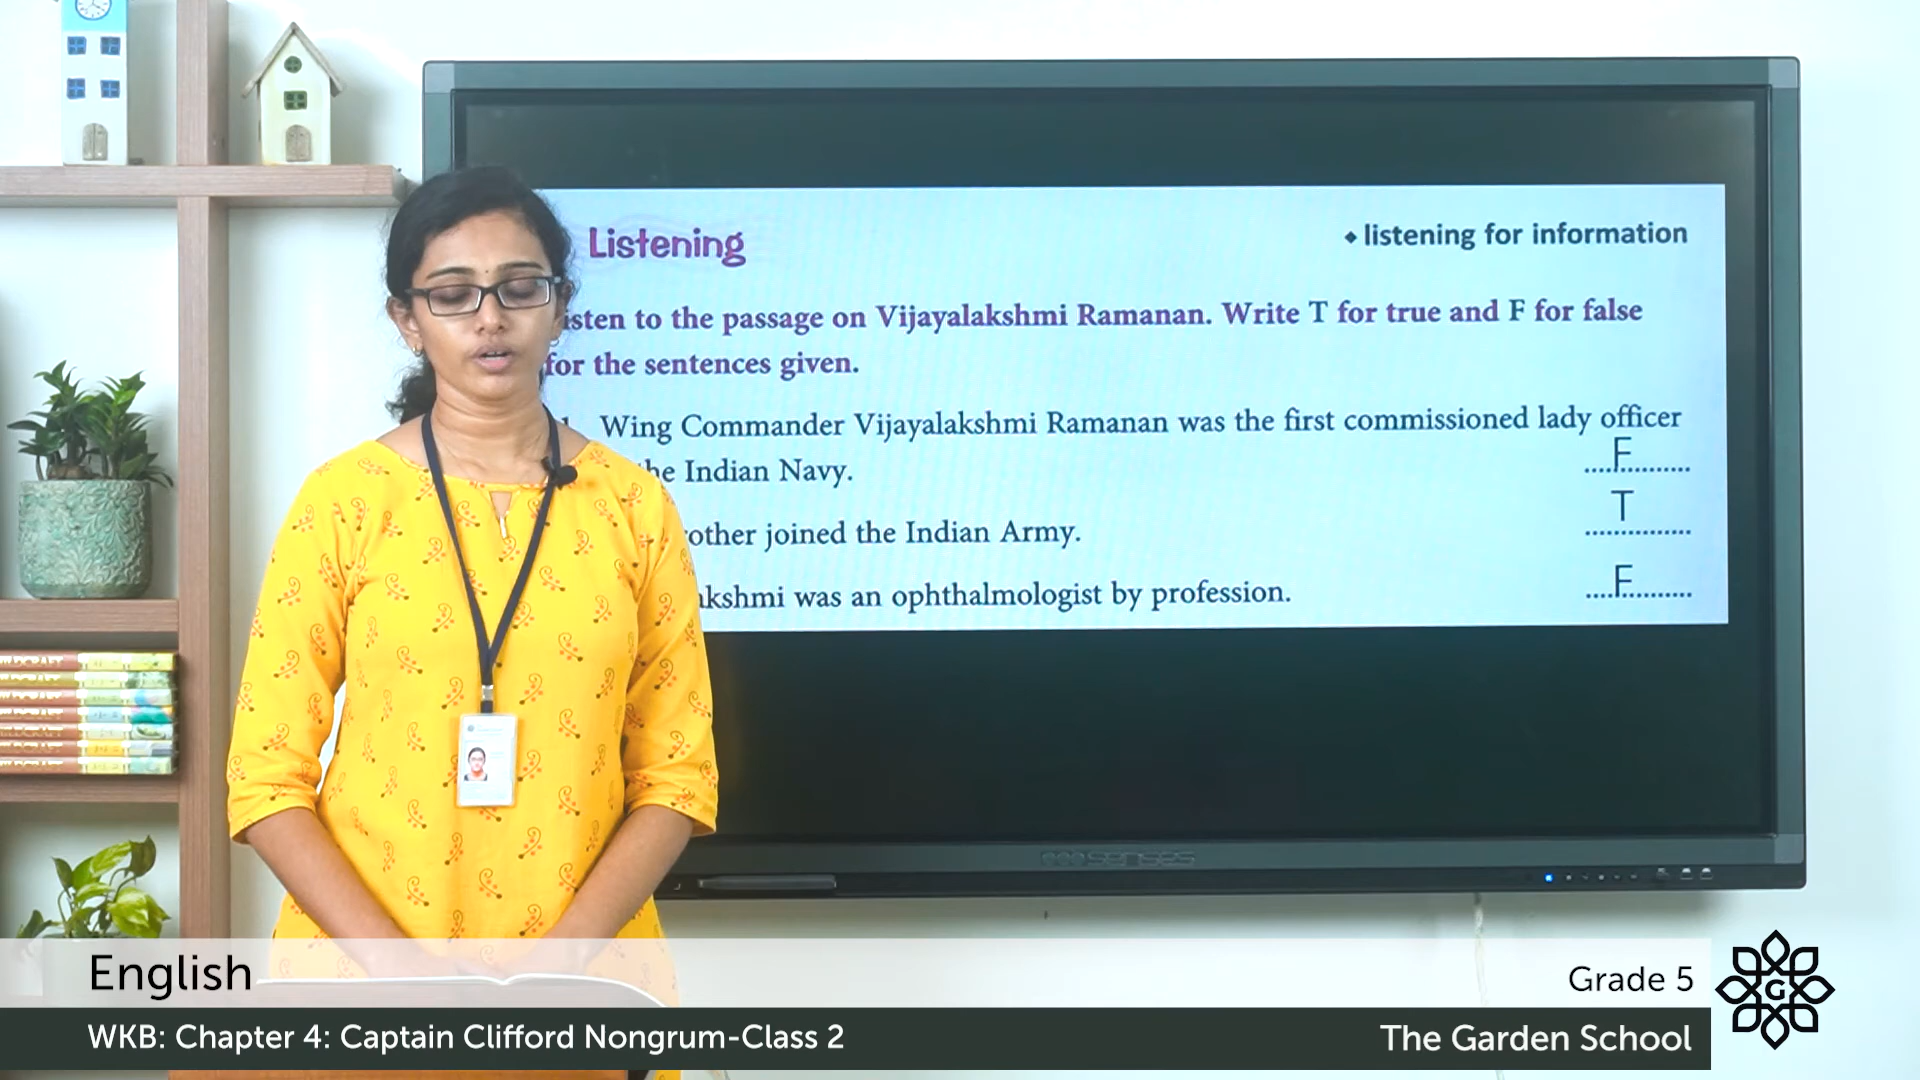 Listening
❖ listening for information
isten to the passage on Vijayalakshmi Ramanan. Write T for true and F for false
for the sentences given.
1. Wing Commander Vijayalakshmi Ramanan was the first commissioned lady officer
he Indian Navy. ....F..........
other joined the Indian Army. T
kshmi was an ophthalmologist by profession. ....F..........
senses
English
Grade 5
WKB: Chapter 4: Captain Clifford Nongrum-Class 2
The Garden School
G